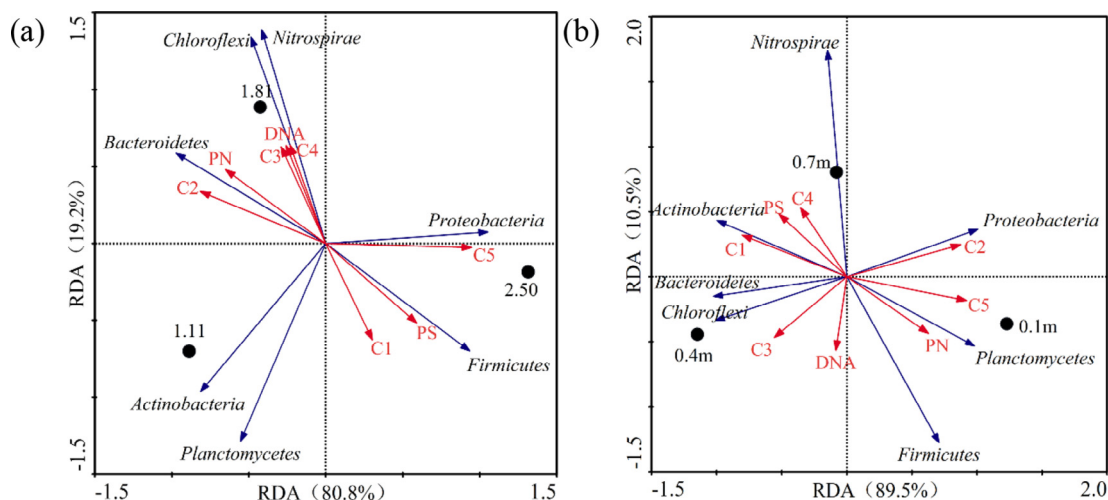 (a)
1.5
RDA (19.2%)
-1.5
Chloroflexi
Nitrospirae
1.81
Bacteroidetes
DNA
PN
C3
C4
C2
Proteobacteria
C5
2.50
1.11
PS
C1
Firmicutes
Actinobacteria
Planctomycetes
-1.5
RDA (80.8%)
1.5
(b)
2.0
RDA (10.5%)
-1.5
Nitrospirae
0.7m
C4
Actinobacteria
PS
Proteobacteria
C1
C2
Bacteroidetes
Chloroflexi
C5
0.4m
0.1m
C3
DNA
PN
Planctomycetes
Firmicutes
-1.5
RDA (89.5%)
2.0